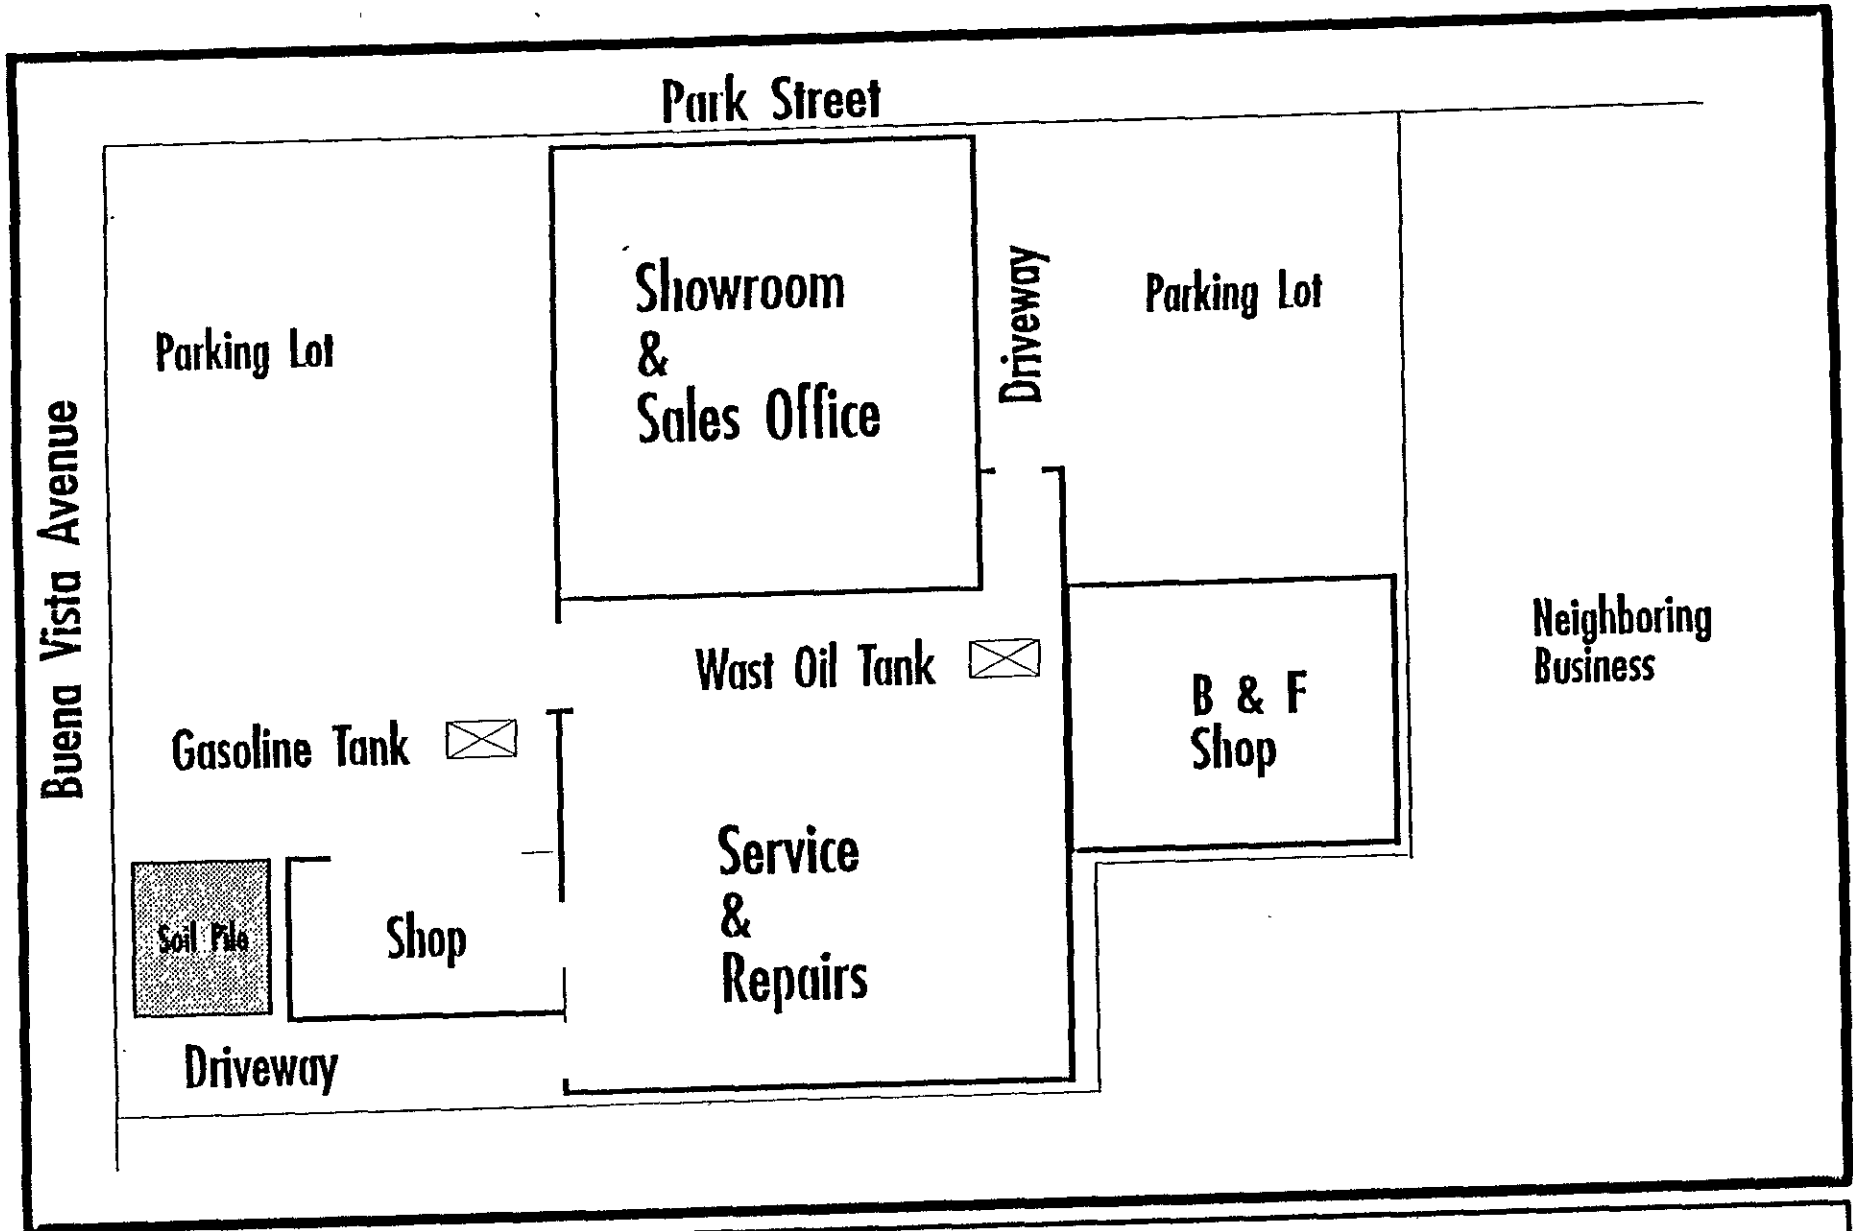 Park Street
Showroom
&
Sales Office
Driveway
Parking Lot
Parking Lot
Buena Vista Avenue
Neighboring
Business
Wast Oil Tank
B & F
Shop
Gasoline Tank
Service
&
Repairs
Soil Pile
Shop
Driveway